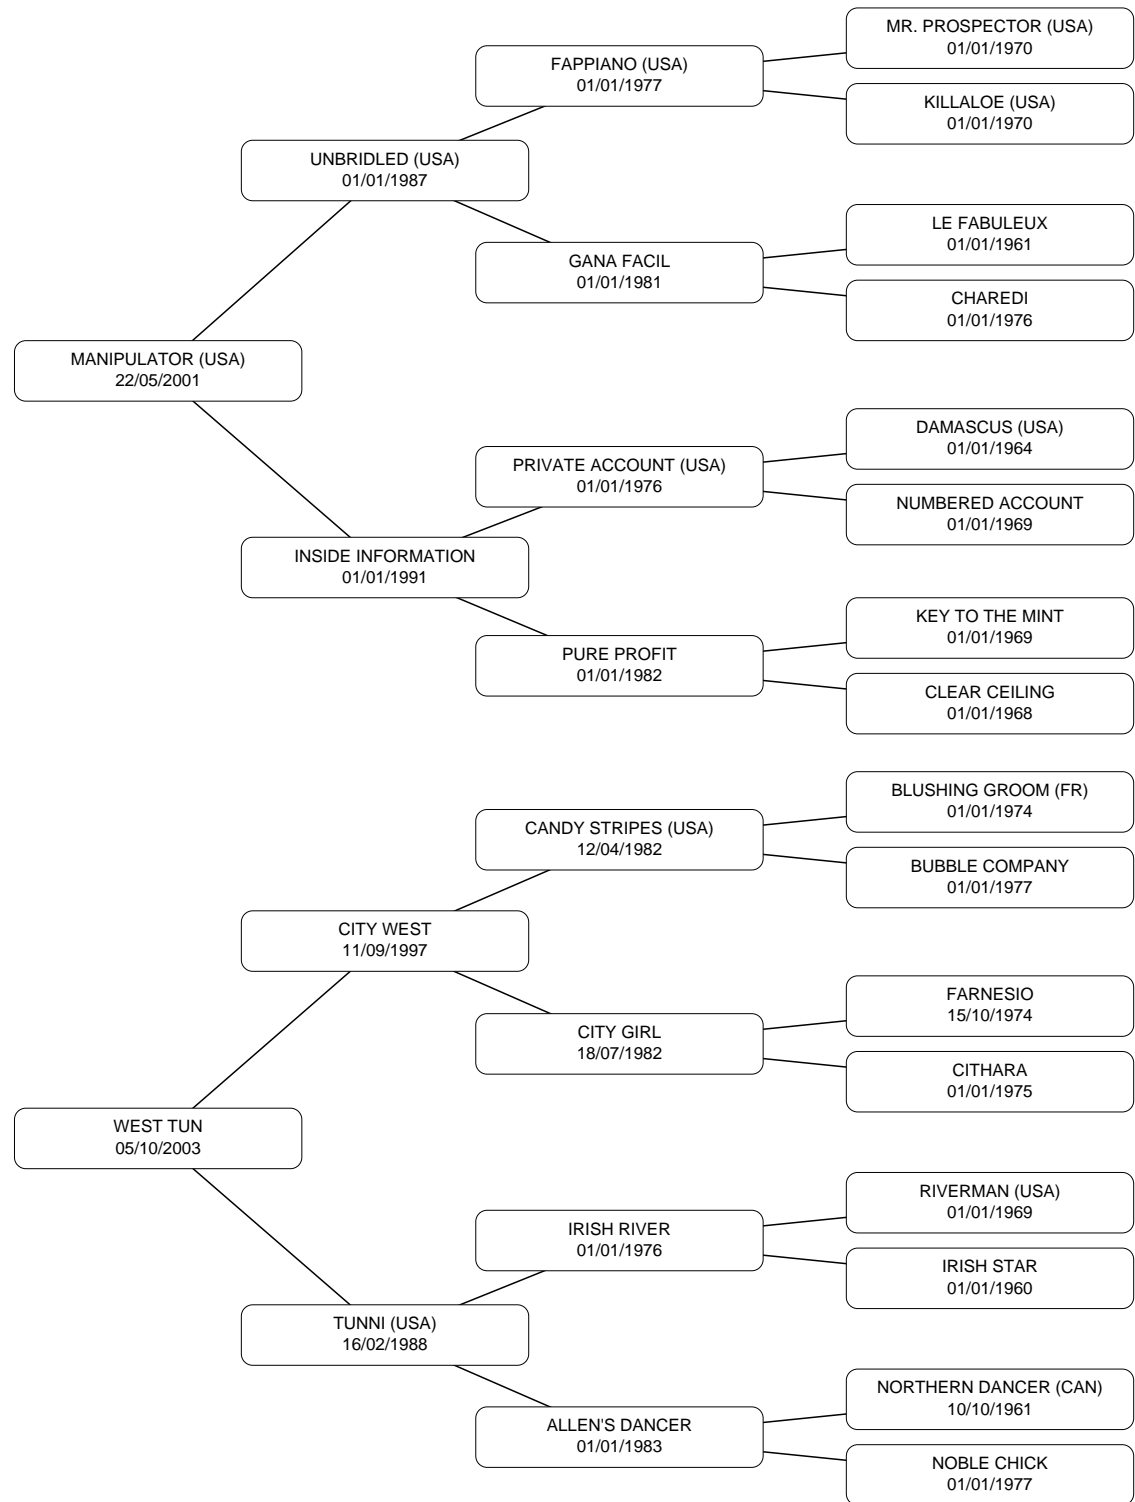 MR. PROSPECTOR (USA)
01/01/1970
FAPPIANO (USA)
01/01/1977
KILLALOE (USA)
01/01/1970
UNBRIDLED (USA)
01/01/1987
LE FABULEUX
01/01/1961
GANA FACIL
01/01/1981
CHAREDI
01/01/1976
MANIPULATOR (USA)
22/05/2001
DAMASCUS (USA)
01/01/1964
PRIVATE ACCOUNT (USA)
01/01/1976
NUMBERED ACCOUNT
01/01/1969
INSIDE INFORMATION
01/01/1991
KEY TO THE MINT
01/01/1969
PURE PROFIT
01/01/1982
CLEAR CEILING
01/01/1968
BLUSHING GROOM (FR)
01/01/1974
CANDY STRIPES (USA)
12/04/1982
BUBBLE COMPANY
01/01/1977
CITY WEST
11/09/1997
FARNESIO
15/10/1974
CITY GIRL
18/07/1982
CITHARA
01/01/1975
WEST TUN
05/10/2003
RIVERMAN (USA)
01/01/1969
IRISH RIVER
01/01/1976
IRISH STAR
01/01/1960
TUNNI (USA)
16/02/1988
NORTHERN DANCER (CAN)
10/10/1961
ALLEN'S DANCER
01/01/1983
NOBLE CHICK
01/01/1977